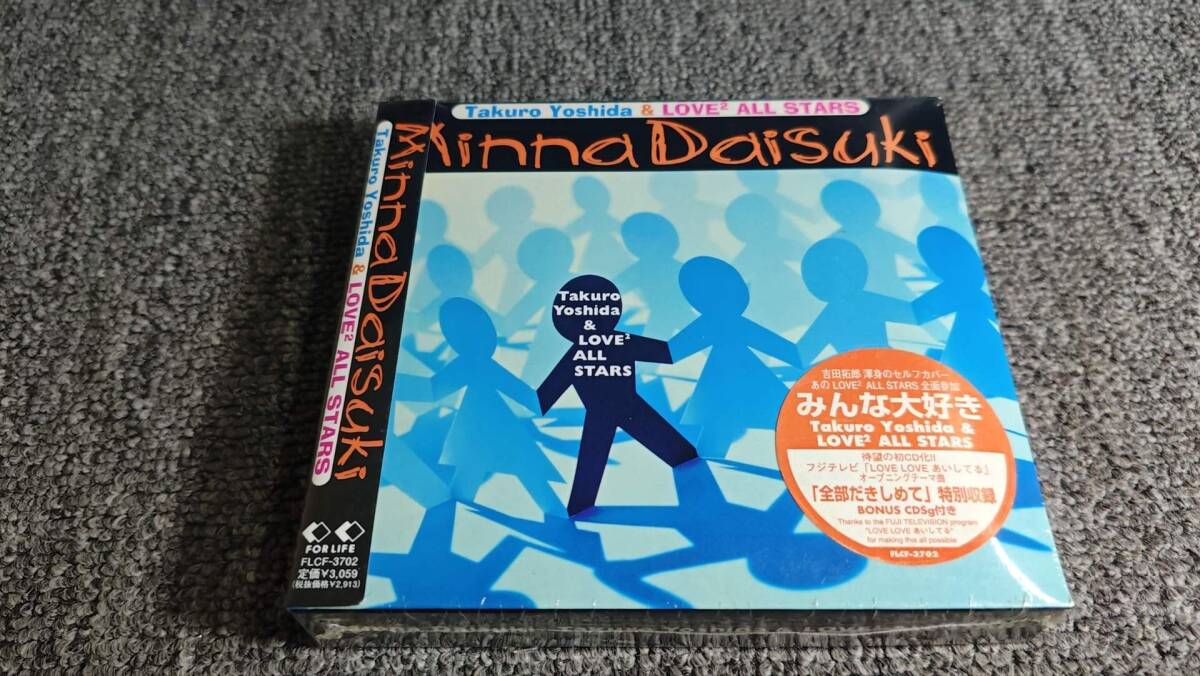 Takuro Yoshida & LOVE² ALL STARS
Minna Daisuki
Takuro Yoshida & LOVE² ALL STARS
Minna Daisuki
FOR LIFE
FLCF-3702
定価¥3,059
(税抜価格¥2,913)
Takuro
Yoshida
&
LOVE²
ALL
STARS
吉田拓郎 渾身のセルフカバー
あの LOVE² ALL STARS 全面参加
みんな大好き
Takuro Yoshida &
LOVE² ALL STARS
待望の初CD化!!
フジテレビ「LOVE LOVE あいしてる」
オープニングテーマ曲
「全部だきしめて」特別収録
BONUS CDSg付き
Thanks to the FUJI TELEVISION program
"LOVE LOVE あいしてる"
for making this all possible
FLCF-3702